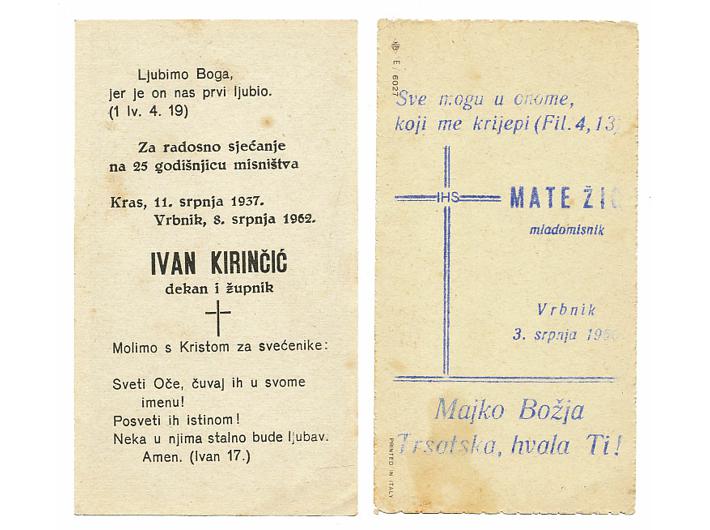 Ljubimo Boga,
jer je on nas prvi ljubio.
(1 Iv. 4. 19)
Za radosno sjećanje
na 25 godišnjicu misništva
Kras, 11. srpnja 1937.
Vrbnik, 8. srpnja 1962.
IVAN KIRINČIĆ
dekan i župnik
Molimo s Kristom za svećenike:
Sveti Oče, čuvaj ih u svome
imenu!
Posveti ih istinom!
Neka u njima stalno bude ljubav.
Amen. (Ivan 17.)
E/6027
Sve mogu u onome,
koji me krijepi (Fil. 4, 13)
IHS
MATE ŽIC
mladomisnik
Vrbnik
3. srpnja
Majko Božja
Trsatska, hvala Ti!
PRINTED IN ITALY